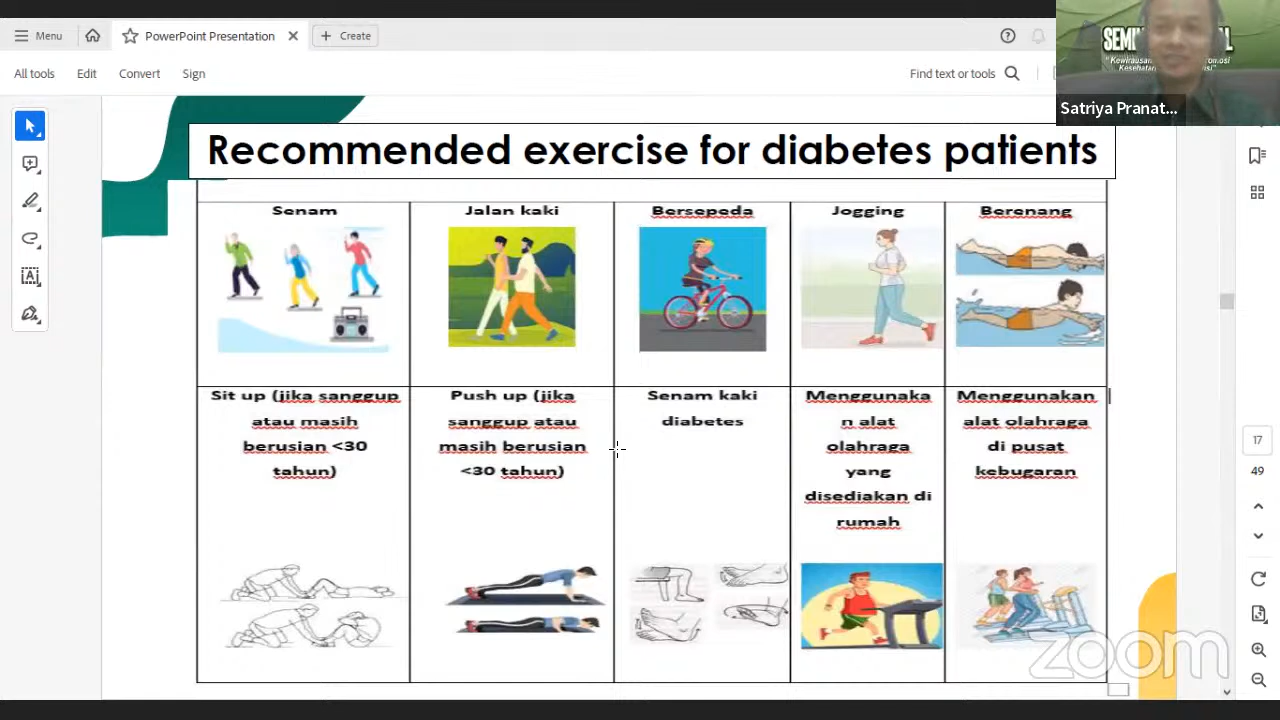 Menu
PowerPoint Presentation
Create
All tools
Edit
Convert
Sign
Find text or tools
Satriya Pranat...
Recommended exercise for diabetes patients
Senam
Jalan kaki
Bersepeda
Jogging
Berenang
Sit up (jika sanggup
atau masih
berusian <30
tahun)
Push up (jika
sanggup atau
masih berusian
<30 tahun)
Senam kaki
diabetes
Menggunaka
n alat
olahraga
yang
disediakan di
rumah
Menggunakan
alat olahraga
di pusat
kebugaran
17
49
zoom